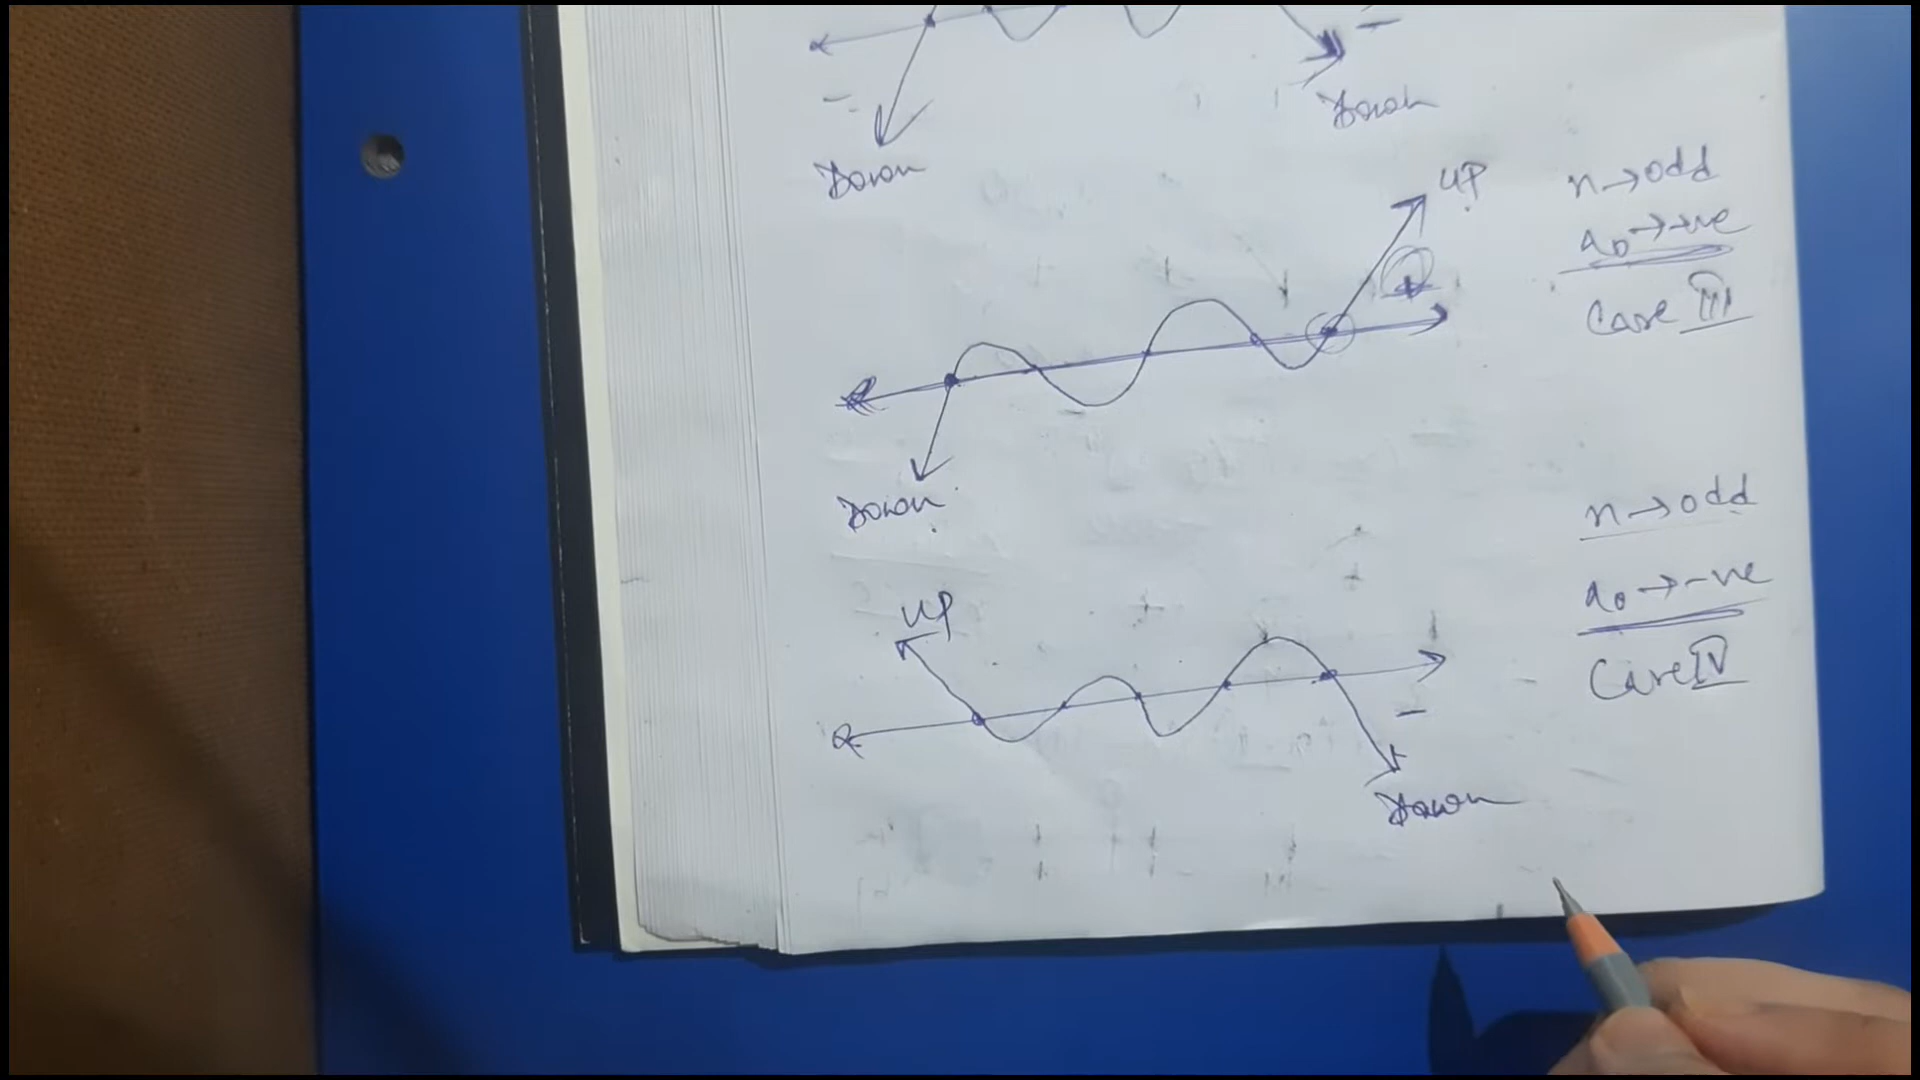 Down
Down
UP
n→odd
a₀→-ve
Case III
Down
n→odd
a₀→-ve
UP
Case IV
Down